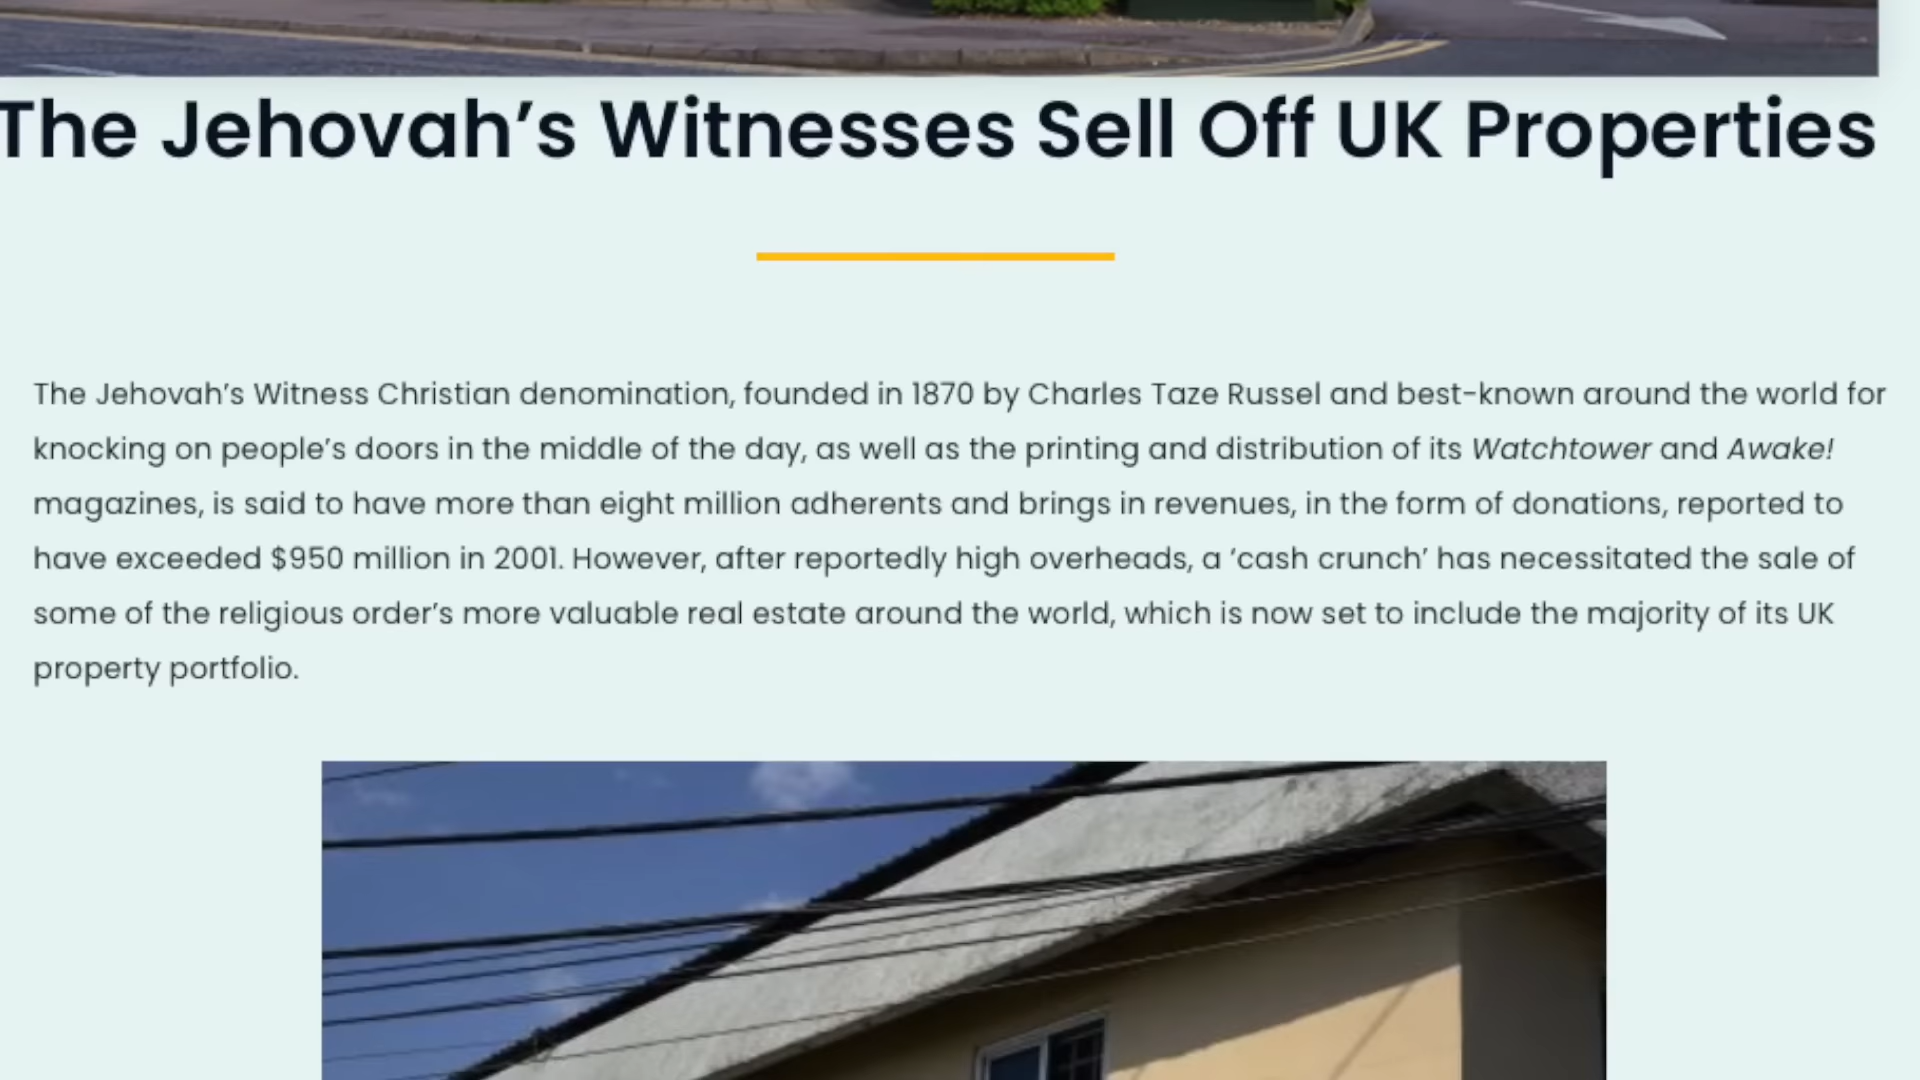 The Jehovah’s Witnesses Sell Off UK Properties
The Jehovah’s Witness Christian denomination, founded in 1870 by Charles Taze Russel and best-known around the world for
knocking on people’s doors in the middle of the day, as well as the printing and distribution of its Watchtower and Awake!
magazines, is said to have more than eight million adherents and brings in revenues, in the form of donations, reported to
have exceeded $950 million in 2001. However, after reportedly high overheads, a ‘cash crunch’ has necessitated the sale of
some of the religious order’s more valuable real estate around the world, which is now set to include the majority of its UK
property portfolio.